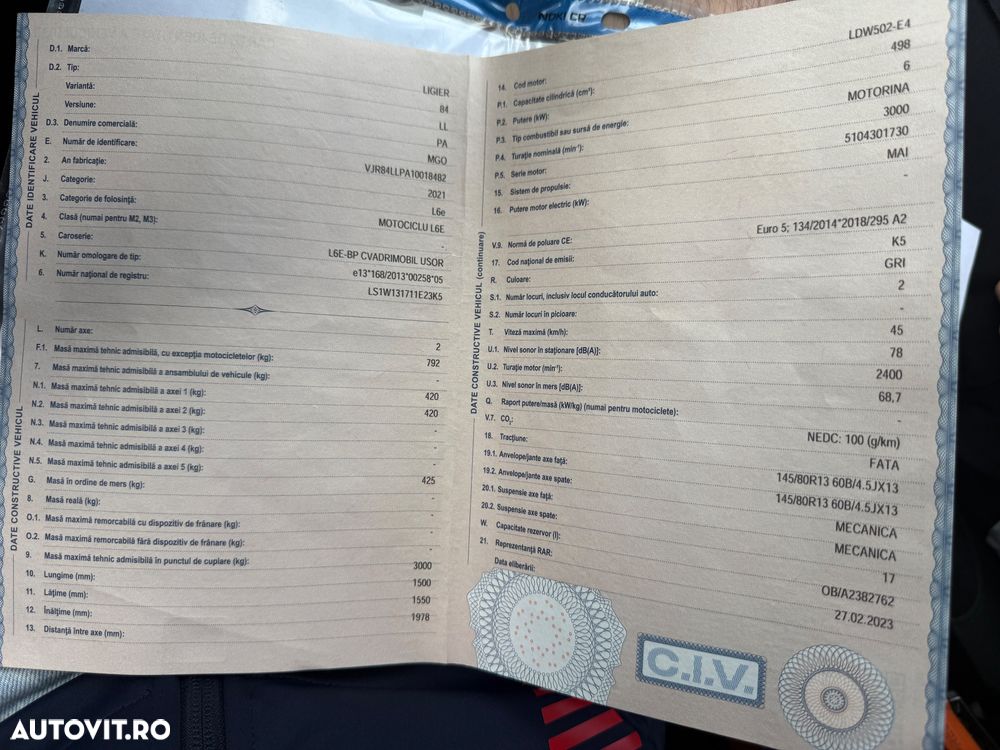 DATE IDENTIFICARE VEHICUL
D.1. Marcă: LIGIER
D.2. Tip: 84
Variantă: LL
Versiune: PA
D.3. Denumire comercială: MGO
E. Număr de identificare: VJR84LLPA10018482
2. An fabricaţie: 2021
J. Categorie: L6e
3. Categorie de folosinţă: MOTOCICLU L6E
4. Clasă (numai pentru M2, M3): -
5. Caroserie: L6E-BP CVADRIMOBIL USOR
K. Număr omologare de tip: e13*168/2013*00258*05
6. Număr naţional de registru: LS1W131711E23K5
DATE CONSTRUCTIVE VEHICUL
L. Număr axe: 2
F.1. Masă maximă tehnic admisibilă, cu excepţia motocicletelor (kg): 792
7. Masă maximă tehnic admisibilă a ansamblului de vehicule (kg): -
N.1. Masă maximă tehnic admisibilă a axei 1 (kg): 420
N.2. Masă maximă tehnic admisibilă a axei 2 (kg): 420
N.3. Masă maximă tehnic admisibilă a axei 3 (kg): -
N.4. Masă maximă tehnic admisibilă a axei 4 (kg): -
N.5. Masă maximă tehnic admisibilă a axei 5 (kg): -
G. Masă în ordine de mers (kg): 425
8. Masă reală (kg): -
O.1. Masă maximă remorcabilă cu dispozitiv de frânare (kg): -
O.2. Masă maximă remorcabilă fără dispozitiv de frânare (kg): -
9. Masă maximă tehnic admisibilă în punctul de cuplare (kg): -
10. Lungime (mm): 3000
11. Lăţime (mm): 1500
12. Înălţime (mm): 1550
13. Distanţă între axe (mm): 1978
DATE CONSTRUCTIVE VEHICUL (continuare)
14. Cod motor: LDW502-E4
P.1. Capacitate cilindrică (cm³): 498
P.2. Putere (kW): 6
P.3. Tip combustibil sau sursă de energie: MOTORINA
P.4. Turaţie nominală (min⁻¹): 3000
P.5. Serie motor: 5104301730
15. Sistem de propulsie: MAI
16. Putere motor electric (kW): -
V.9. Normă de poluare CE: Euro 5; 134/2014*2018/295 A2
17. Cod naţional de emisii: K5
R. Culoare: GRI
S.1. Număr locuri, inclusiv locul conducătorului auto: 2
S.2. Număr locuri în picioare: -
T. Viteză maximă (km/h): 45
U.1. Nivel sonor în staţionare [dB(A)]: 78
U.2. Turaţie motor (min⁻¹): 2400
U.3. Nivel sonor în mers [dB(A)]: 68,7
Q. Raport putere/masă (kW/kg) (numai pentru motociclete): -
V.7. CO₂: NEDC: 100 (g/km)
18. Tracţiune: FATA
19.1. Anvelope/jante axe faţă: 145/80R13 60B/4.5JX13
19.2. Anvelope/jante axe spate: 145/80R13 60B/4.5JX13
20.1. Suspensie axe faţă: MECANICA
20.2. Suspensie axe spate: MECANICA
W. Capacitate rezervor (l): 17
21. Reprezentanţă RAR: OB/A2382762
Data eliberării: 27.02.2023
C.I.V.
AUTOVIT.RO